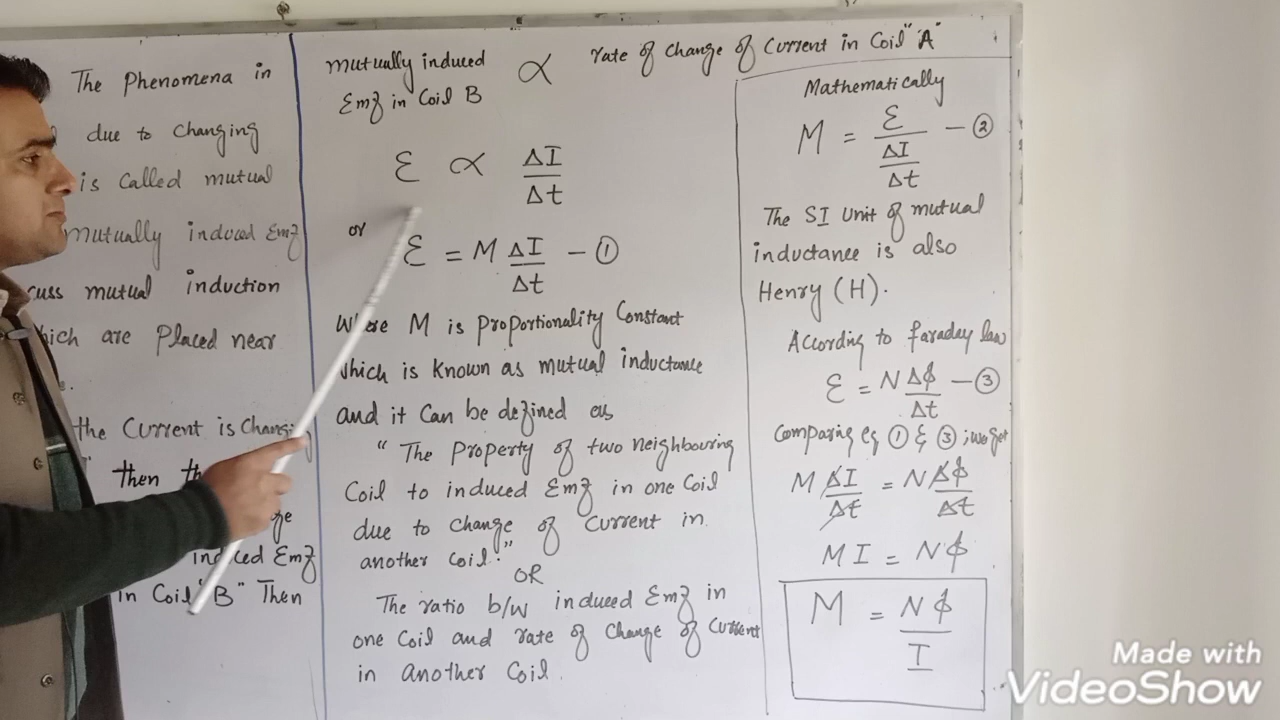 The Phenomena in
due to changing
is called mutual
mutually induced Emf
cuss mutual induction
hich are Placed near
e.
the Current is Changing
" then th
ge
induced Emf
in Coil "B" Then
mutually induced ∝ rate of Change of Current in Coil "A"
Emf in Coil B
ε ∝ ΔI/Δt
or
ε = M ΔI/Δt - ①
Where M is proportionality Constant
which is known as mutual inductance
and it can be defined as
"The Property of two neighbouring
Coil to induced Emf in one Coil
due to change of Current in
another Coil."
OR
The ratio b/w induced Emf in
one Coil and rate of Change of Current
in another Coil.
Mathematically
M = ε/(ΔI/Δt) - ②
The SI Unit of mutual
inductance is also
Henry (H).
According to faraday law
ε = N Δϕ/Δt - ③
Comparing eq ① & ③ ; we get
M ΔI/Δt = N Δϕ/Δt
M I = N ϕ
M = Nϕ/I
Made with
VideoShow